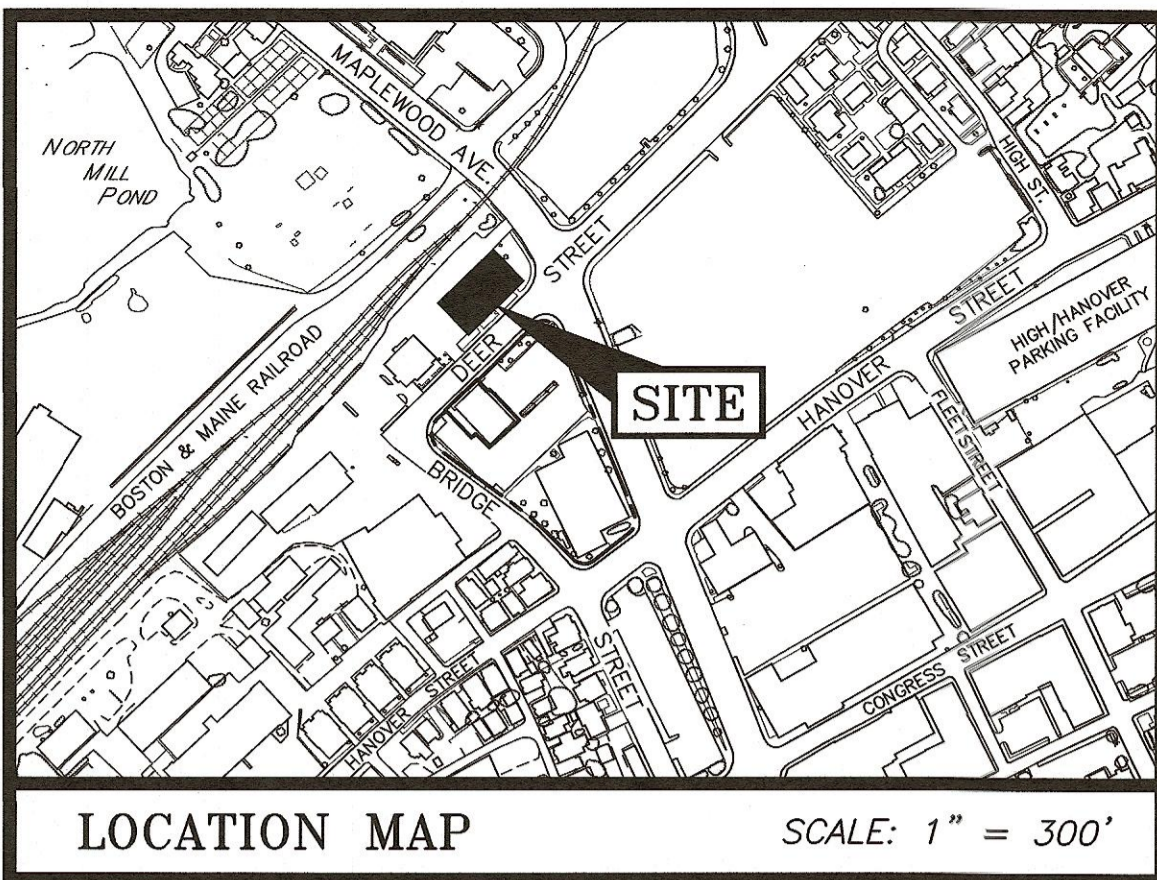 MAPLEWOOD AVE.
NORTH
MILL
POND
HIGH ST.
STREET
DEER
STREET
HANOVER
HIGH/HANOVER
PARKING FACILITY
BOSTON & MAINE RAILROAD
SITE
FLEET STREET
BRIDGE
STREET
HANOVER STREET
CONGRESS STREET
LOCATION MAP
SCALE: 1" = 300'